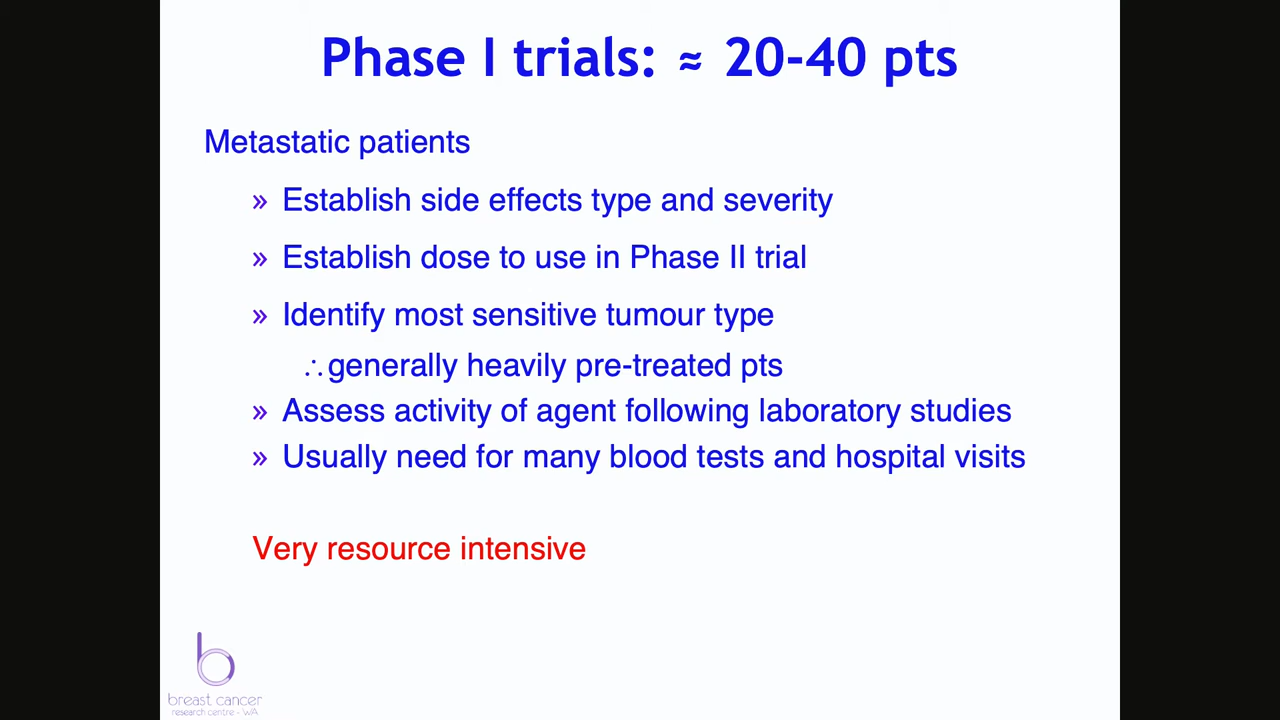 Phase I trials: ≈ 20-40 pts
Metastatic patients
» Establish side effects type and severity
» Establish dose to use in Phase II trial
» Identify most sensitive tumour type
∴generally heavily pre-treated pts
» Assess activity of agent following laboratory studies
» Usually need for many blood tests and hospital visits
Very resource intensive
b
breast cancer
research centre - WA